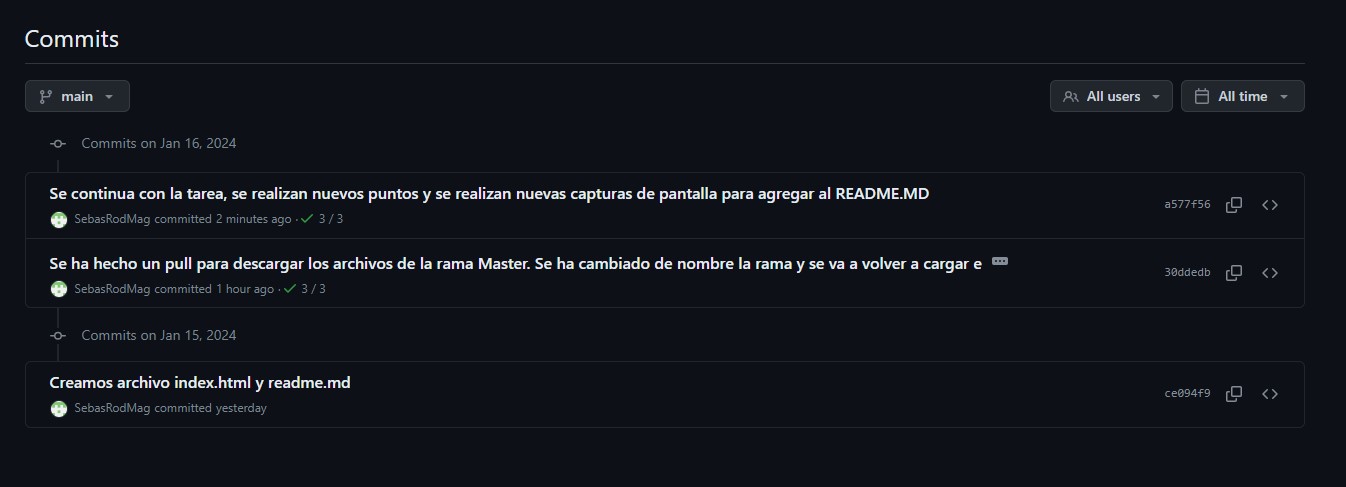 Commits
main
All users
All time
Commits on Jan 16, 2024
Se continua con la tarea, se realizan nuevos puntos y se realizan nuevas capturas de pantalla para agregar al README.MD
a577f56
SebasRodMag committed 2 minutes ago · 3 / 3
Se ha hecho un pull para descargar los archivos de la rama Master. Se ha cambiado de nombre la rama y se va a volver a cargar e
30ddedb
SebasRodMag committed 1 hour ago · 3 / 3
Commits on Jan 15, 2024
Creamos archivo index.html y readme.md
ce094f9
SebasRodMag committed yesterday